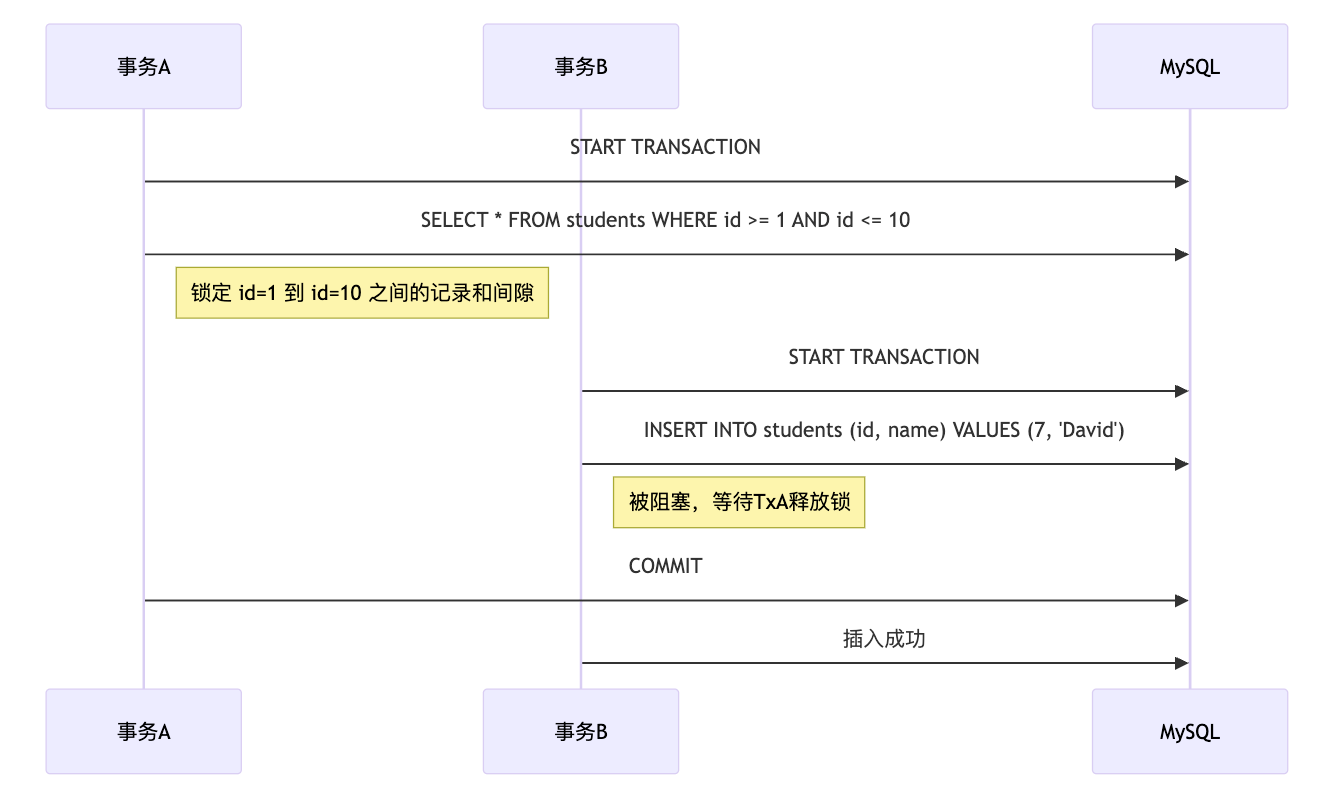 事务A
事务B
MySQL
START TRANSACTION
SELECT * FROM students WHERE id >= 1 AND id <= 10
锁定 id=1 到 id=10 之间的记录和间隙
START TRANSACTION
INSERT INTO students (id, name) VALUES (7, 'David')
被阻塞，等待TxA释放锁
COMMIT
插入成功
事务A
事务B
MySQL